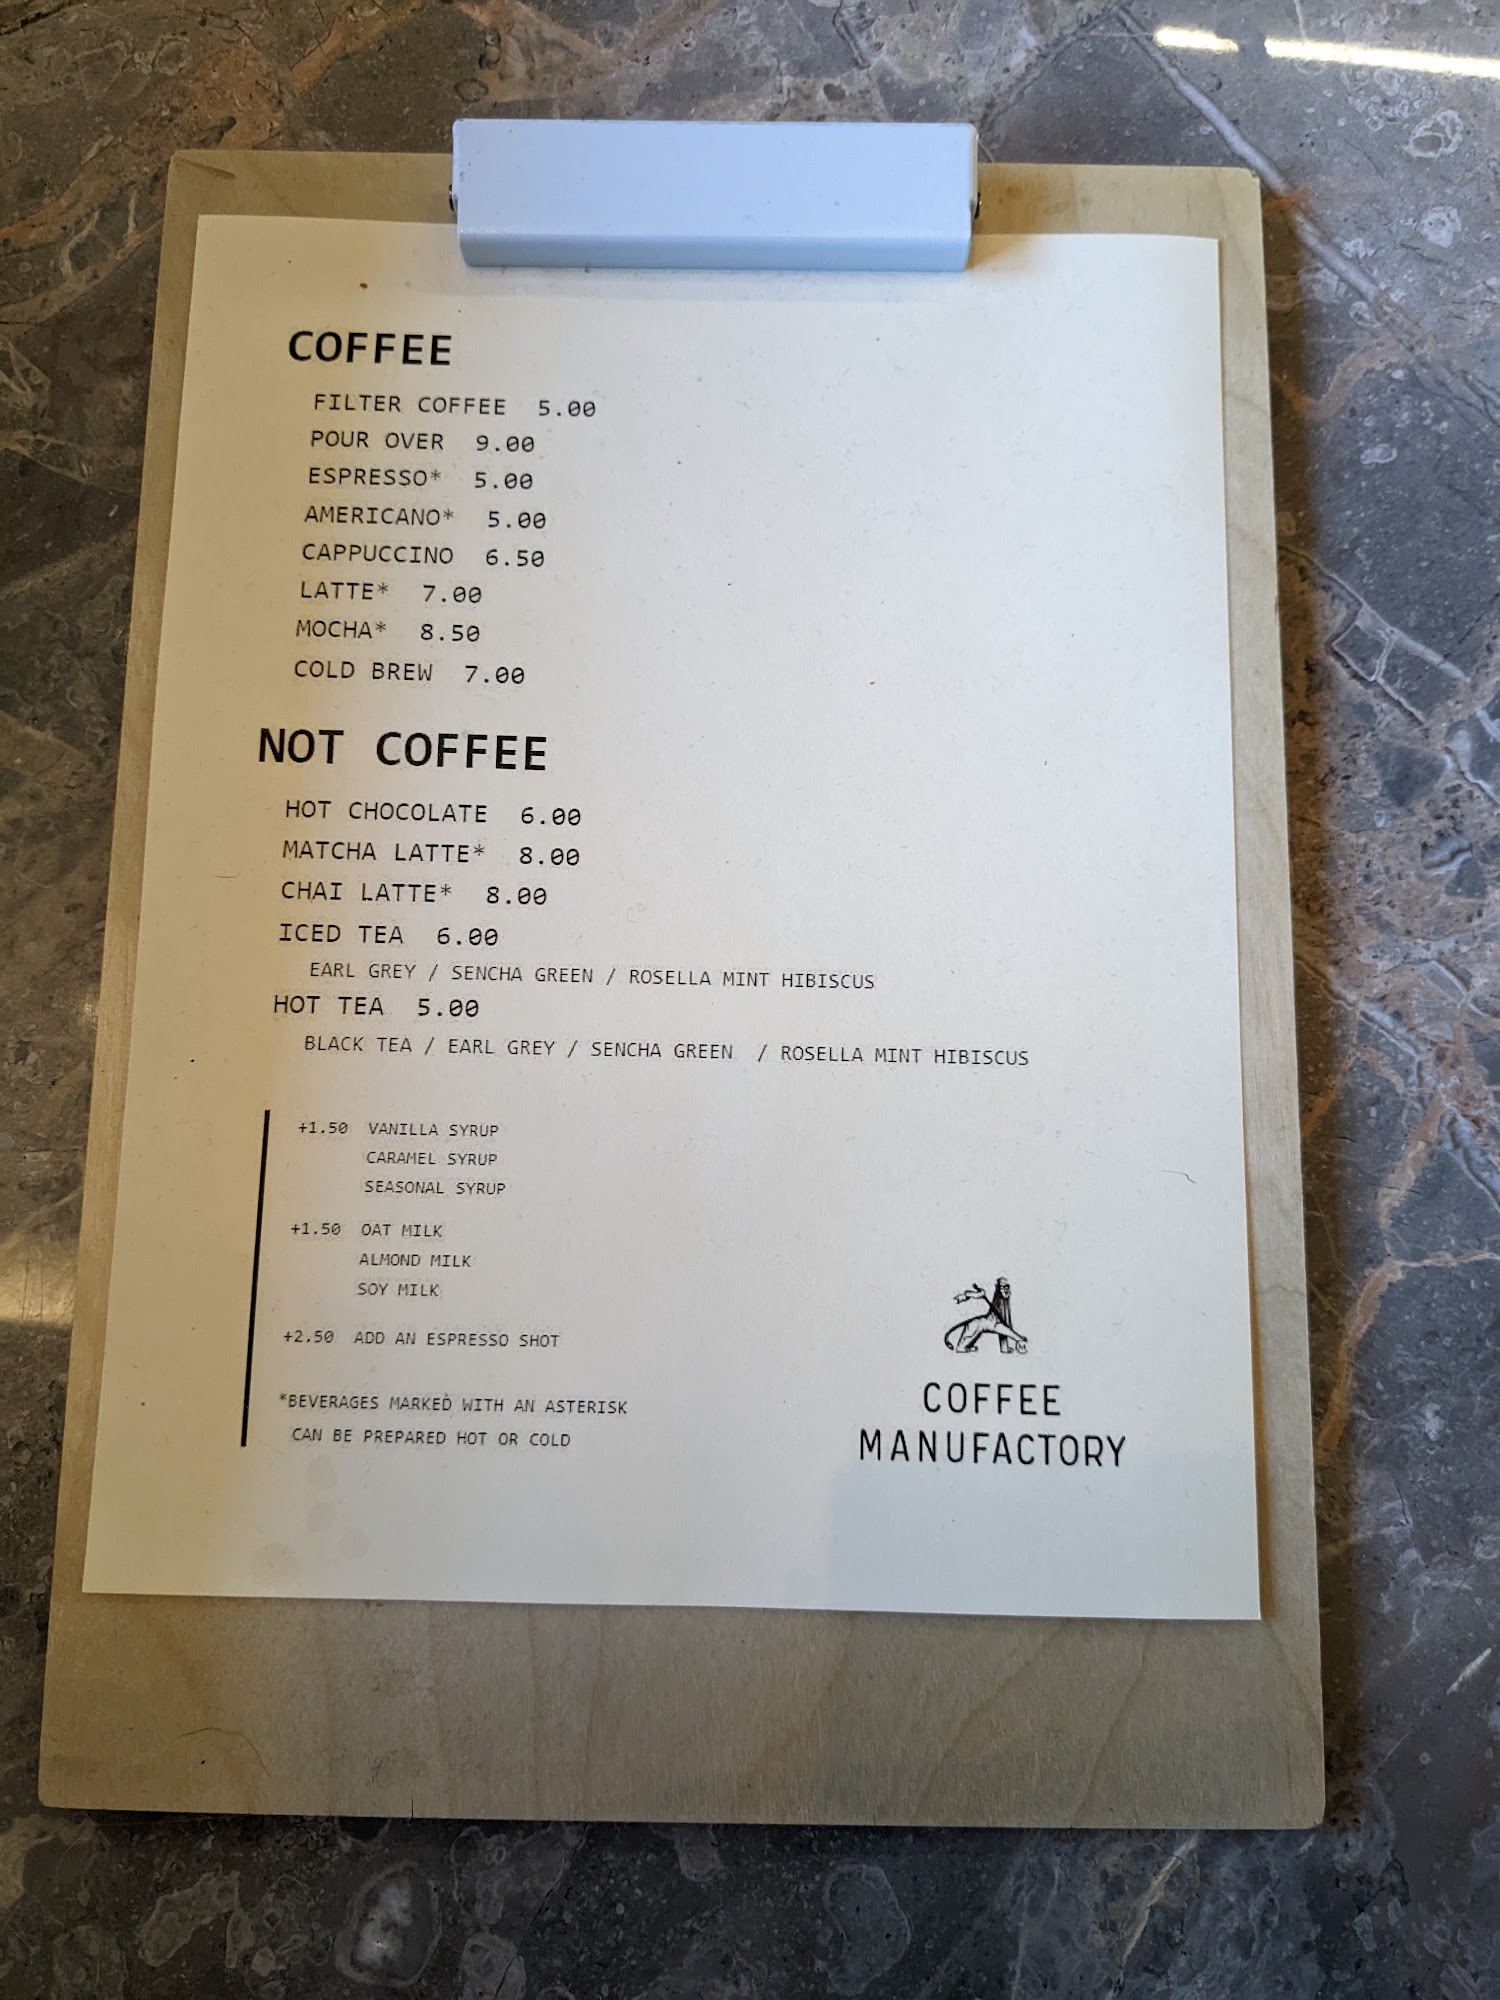 COFFEE
FILTER COFFEE 5.00
POUR OVER 9.00
ESPRESSO* 5.00
AMERICANO* 5.00
CAPPUCCINO 6.50
LATTE* 7.00
MOCHA* 8.50
COLD BREW 7.00
NOT COFFEE
HOT CHOCOLATE 6.00
MATCHA LATTE* 8.00
CHAI LATTE* 8.00
ICED TEA 6.00
EARL GREY / SENCHA GREEN / ROSELLA MINT HIBISCUS
HOT TEA 5.00
BLACK TEA / EARL GREY / SENCHA GREEN / ROSELLA MINT HIBISCUS
+1.50 VANILLA SYRUP
CARAMEL SYRUP
SEASONAL SYRUP
+1.50 OAT MILK
ALMOND MILK
SOY MILK
+2.50 ADD AN ESPRESSO SHOT
*BEVERAGES MARKED WITH AN ASTERISK
CAN BE PREPARED HOT OR COLD
COFFEE
MANUFACTORY